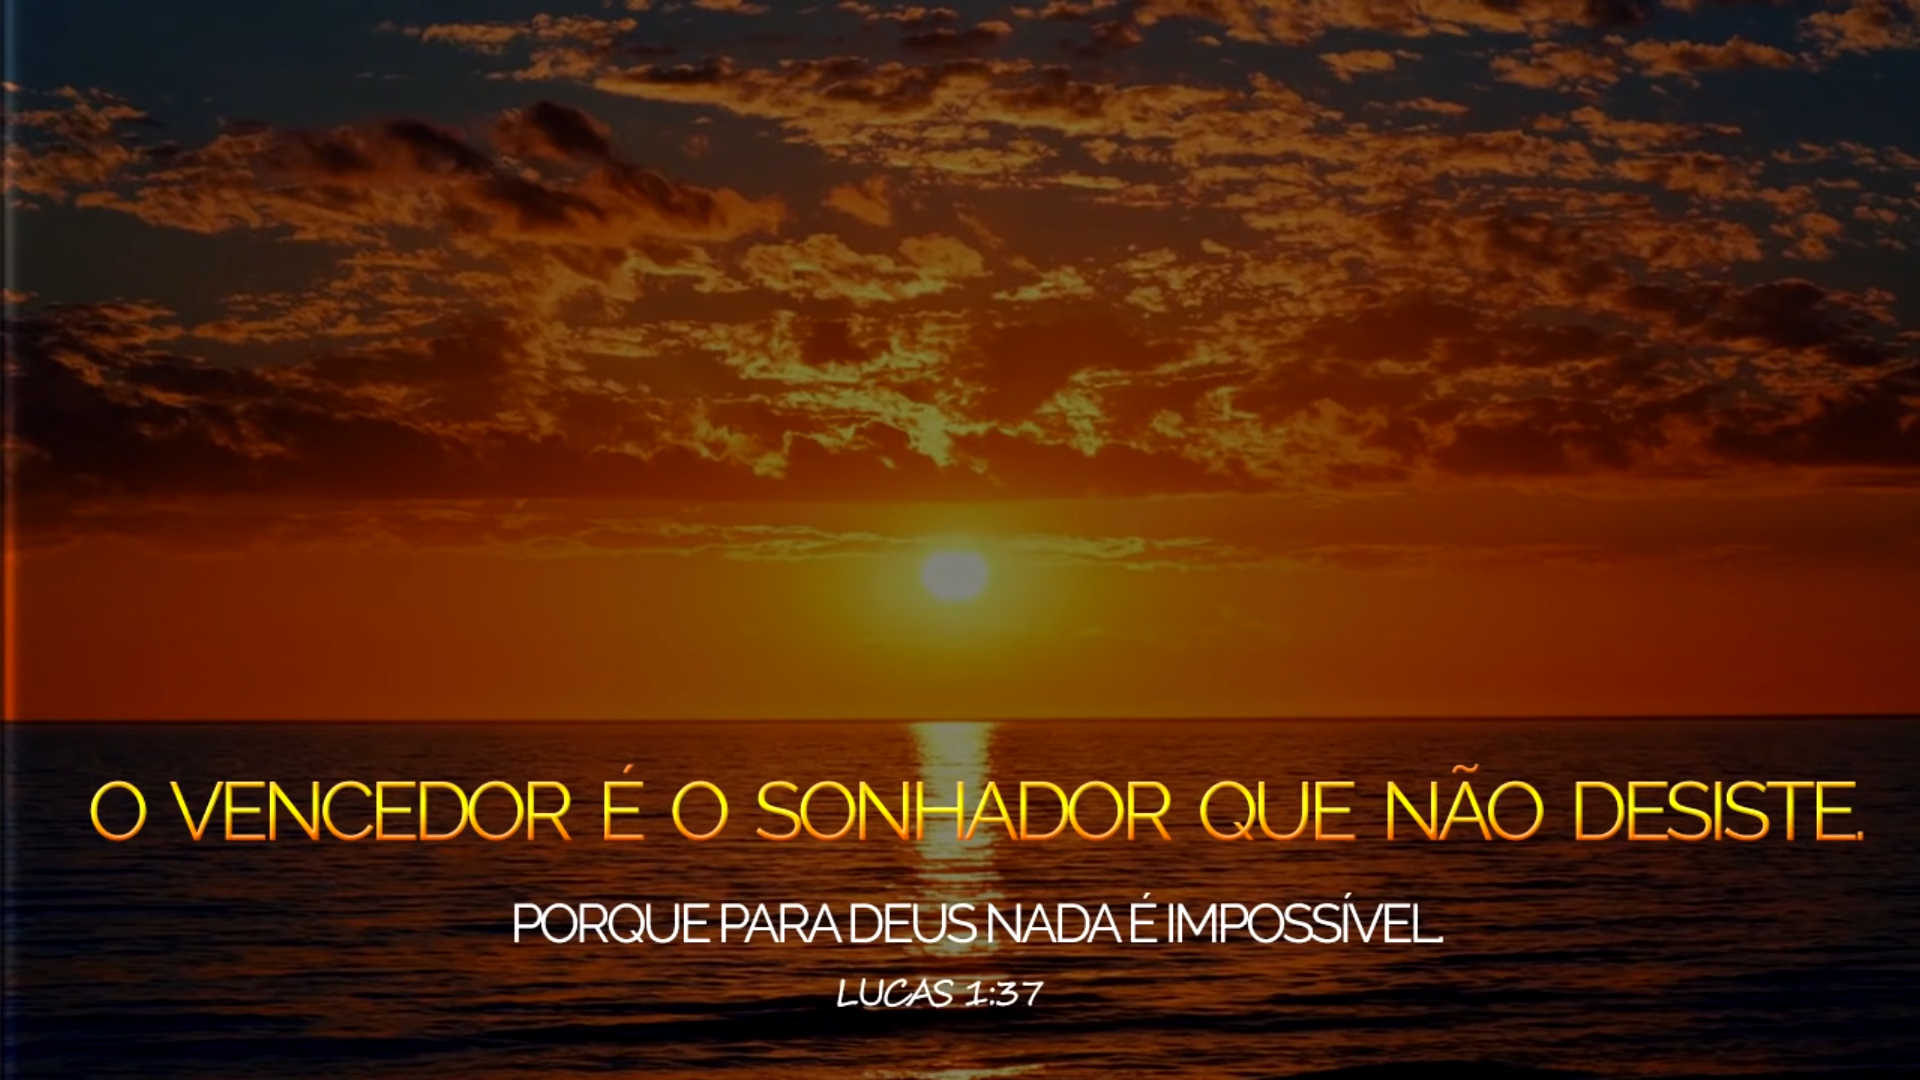 O VENCEDOR É O SONHADOR QUE NÃO DESISTE.
PORQUE PARA DEUS NADA É IMPOSSÍVEL.
LUCAS 1:37